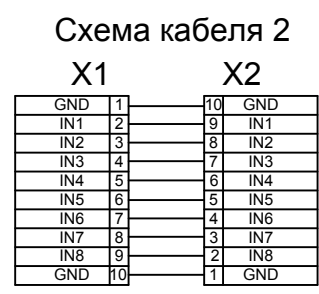 Схема кабеля 2
X1 X2
GND 1 10 GND
IN1 2 9 IN1
IN2 3 8 IN2
IN3 4 7 IN3
IN4 5 6 IN4
IN5 6 5 IN5
IN6 7 4 IN6
IN7 8 3 IN7
IN8 9 2 IN8
GND 10 1 GND